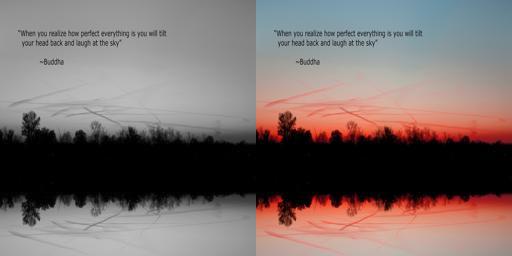 "When you realize how perfect everything is you will tilt
your head back and laugh at the sky"
~Buddha
"When you realize how perfect everything is you will tilt
your head back and laugh at the sky"
~Buddha